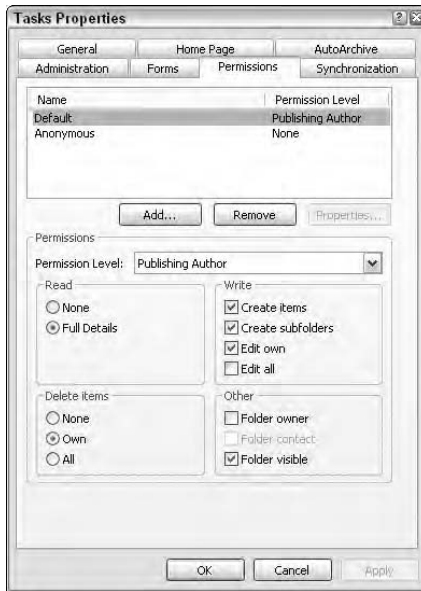 Tasks Properties
General Home Page AutoArchive
Administration Forms Permissions Synchronization
Name Permission Level
Default Publishing Author
Anonymous None
Add... Remove Properties...
Permissions
Permission Level: Publishing Author
Read Write
None Create items
Full Details Create subfolders
Edit own
Edit all
Delete items Other
None Folder owner
Own Folder contact
All Folder visible
OK Cancel Apply